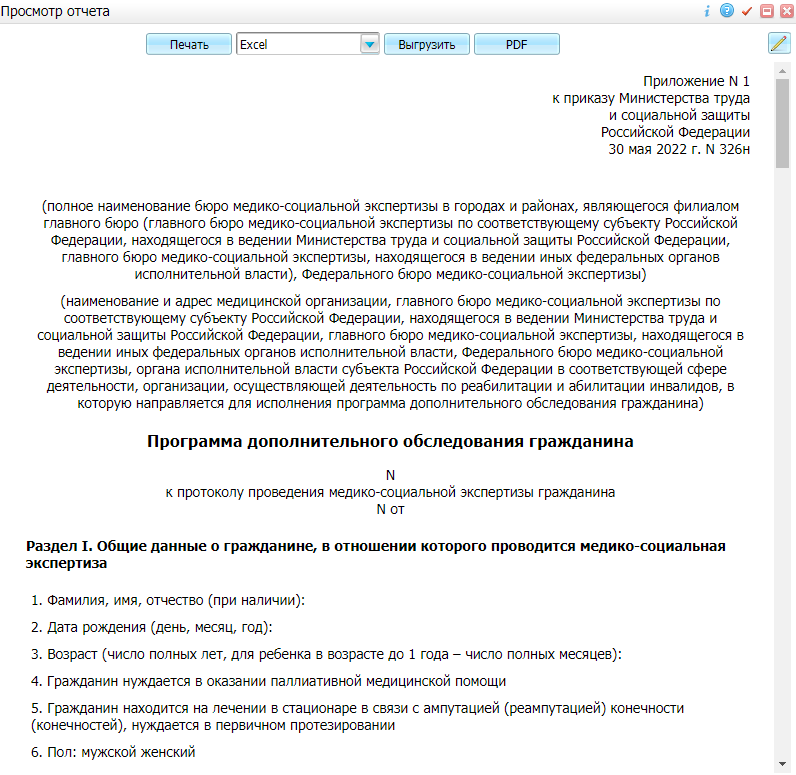 Просмотр отчета
Печать Excel Выгрузить PDF
Приложение N 1
к приказу Министерства труда
и социальной защиты
Российской Федерации
30 мая 2022 г. N 326н
(полное наименование бюро медико-социальной экспертизы в городах и районах, являющегося филиалом
главного бюро (главного бюро медико-социальной экспертизы по соответствующему субъекту Российской
Федерации, находящегося в ведении Министерства труда и социальной защиты Российской Федерации,
главного бюро медико-социальной экспертизы, находящегося в ведении иных федеральных органов
исполнительной власти), Федерального бюро медико-социальной экспертизы)
(наименование и адрес медицинской организации, главного бюро медико-социальной экспертизы по
соответствующему субъекту Российской Федерации, находящегося в ведении Министерства труда и
социальной защиты Российской Федерации, главного бюро медико-социальной экспертизы, находящегося в
ведении иных федеральных органов исполнительной власти, Федерального бюро медико-социальной
экспертизы, органа исполнительной власти субъекта Российской Федерации в соответствующей сфере
деятельности, организации, осуществляющей деятельность по реабилитации и абилитации инвалидов, в
которую направляется для исполнения программа дополнительного обследования гражданина)
Программа дополнительного обследования гражданина
N
к протоколу проведения медико-социальной экспертизы гражданина
N от
Раздел I. Общие данные о гражданине, в отношении которого проводится медико-социальная
экспертиза
1. Фамилия, имя, отчество (при наличии):
2. Дата рождения (день, месяц, год):
3. Возраст (число полных лет, для ребенка в возрасте до 1 года – число полных месяцев):
4. Гражданин нуждается в оказании паллиативной медицинской помощи
5. Гражданин находится на лечении в стационаре в связи с ампутацией (реампутацией) конечности
(конечностей), нуждается в первичном протезировании
6. Пол: мужской женский